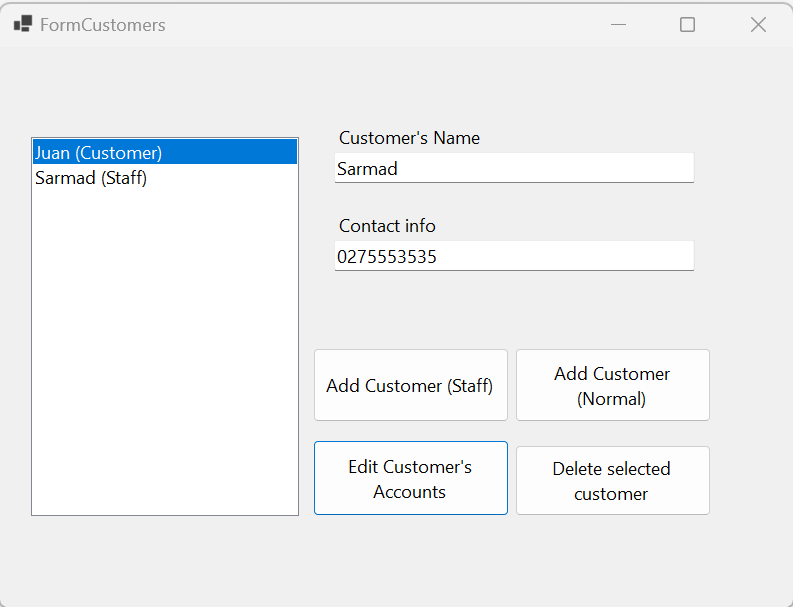 FormCustomers
Juan (Customer)
Sarmad (Staff)
Customer's Name
Sarmad
Contact info
0275553535
Add Customer (Staff)
Add Customer
(Normal)
Edit Customer's
Accounts
Delete selected
customer